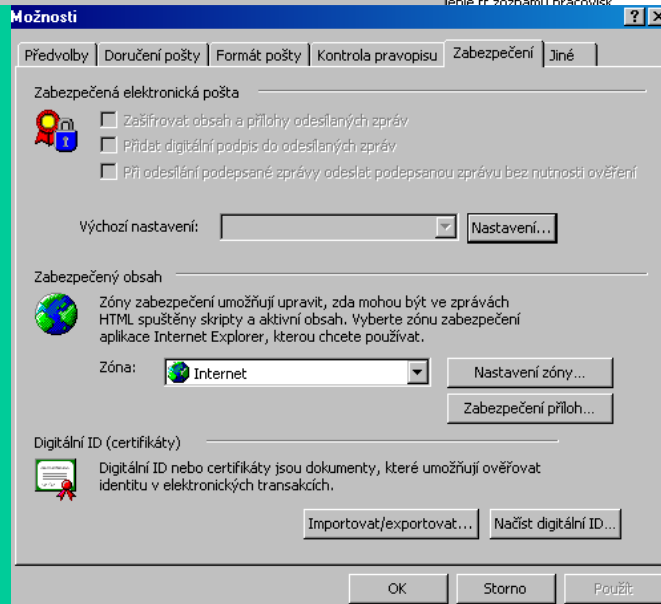 Možnosti
Předvolby Doručení pošty Formát pošty Kontrola pravopisu Zabezpečení Jiné
Zabezpečená elektronická pošta
Zašifrovat obsah a přílohy odesílaných zpráv
Přidat digitální podpis do odesílaných zpráv
Při odesílání podepsané zprávy odeslat podepsanou zprávu bez nutnosti ověření
Výchozí nastavení: Nastavení...
Zabezpečený obsah
Zóny zabezpečení umožňují upravit, zda mohou být ve zprávách
HTML spuštěny skripty a aktivní obsah. Vyberte zónu zabezpečení
aplikace Internet Explorer, kterou chcete používat.
Zóna: Internet Nastavení zóny...
Zabezpečení příloh...
Digitální ID (certifikáty)
Digitální ID nebo certifikáty jsou dokumenty, které umožňují ověřovat
identitu v elektronických transakcích.
Importovat/exportovat... Načíst digitální ID...
OK Storno Použít